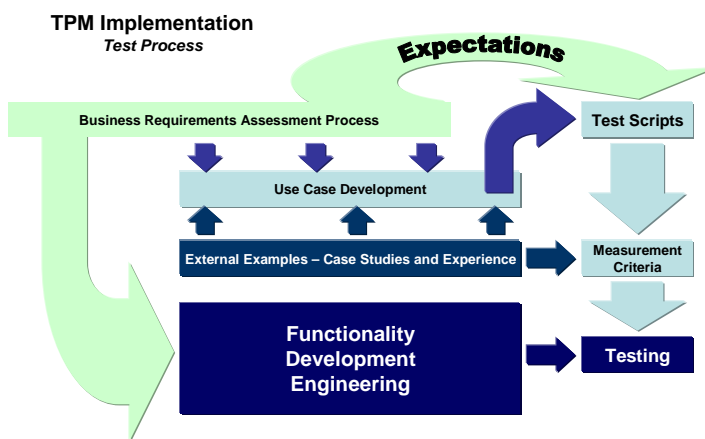 TPM Implementation
Test Process
Expectations
Business Requirements Assessment Process
Test Scripts
Use Case Development
External Examples – Case Studies and Experience
Measurement
Criteria
Functionality
Development
Engineering
Testing